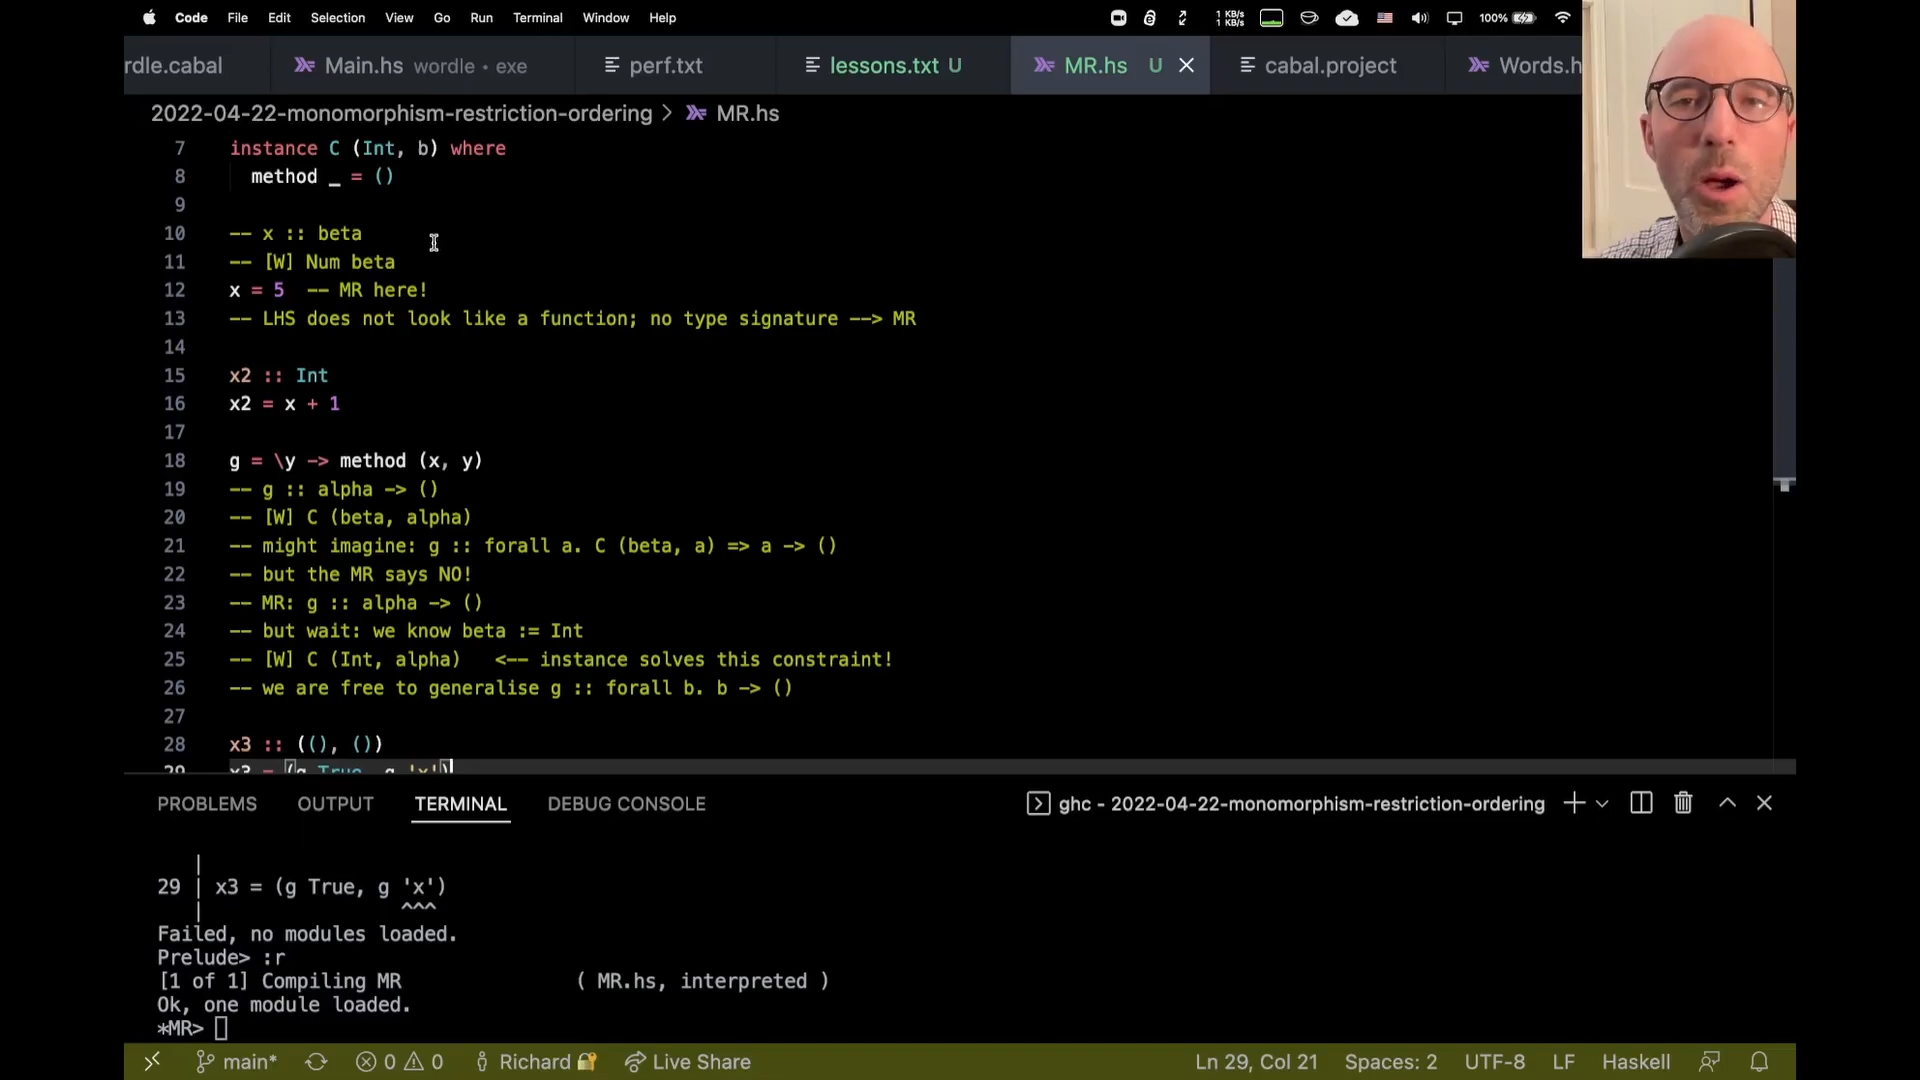 Code File Edit Selection View Go Run Terminal Window Help 1 KB/s 1 KB/s 100%
rdle.cabal Main.hs wordle • exe perf.txt lessons.txt U MR.hs U cabal.project Words.h
2022-04-22-monomorphism-restriction-ordering > MR.hs
7 instance C (Int, b) where
8 method _ = ()
9
10 -- x :: beta
11 -- [W] Num beta
12 x = 5 -- MR here!
13 -- LHS does not look like a function; no type signature --> MR
14
15 x2 :: Int
16 x2 = x + 1
17
18 g = \y -> method (x, y)
19 -- g :: alpha -> ()
20 -- [W] C (beta, alpha)
21 -- might imagine: g :: forall a. C (beta, a) => a -> ()
22 -- but the MR says NO!
23 -- MR: g :: alpha -> ()
24 -- but wait: we know beta := Int
25 -- [W] C (Int, alpha) <-- instance solves this constraint!
26 -- we are free to generalise g :: forall b. b -> ()
27
28 x3 :: ((), ())
29 x3 = (g True, g 'x')
PROBLEMS OUTPUT TERMINAL DEBUG CONSOLE ghc - 2022-04-22-monomorphism-restriction-ordering
|
29 | x3 = (g True, g 'x')
| ^^^
Failed, no modules loaded.
Prelude> :r
[1 of 1] Compiling MR ( MR.hs, interpreted )
Ok, one module loaded.
*MR>
main* 0 0 Richard Live Share Ln 29, Col 21 Spaces: 2 UTF-8 LF Haskell